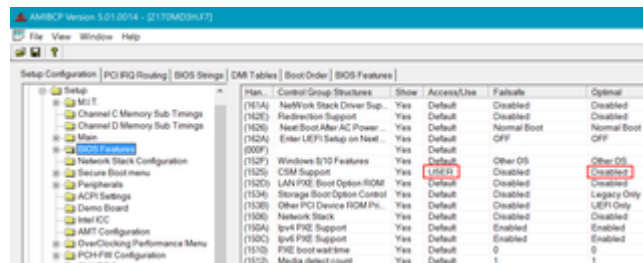 AMIBCP Version 5.01.0014 - [Z170MD3H.F7]
File View Window Help
Setup Configuration PCI IRQ Routing BIOS Strings DMI Tables Boot Order BIOS Features
Setup
M.I.T.
Channel C Memory Sub Timings
Channel D Memory Sub Timings
Main
BIOS Features
Network Stack Configuration
Secure Boot menu
Peripherals
ACPI Settings
Demo Board
Intel ICC
AMT Configuration
OverClocking Performance Menu
PCH-FW Configuration
Han... Control Group Structures Show Access/Use Failsafe Optimal
(161A) NetWork Stack Driver Sup... Yes Default Disabled Disabled
(162E) Redirection Support Yes Default Disabled Disabled
(1626) Next Boot After AC Power ... Yes Default Normal Boot Normal Boot
(162A) Enter UEFI Setup on Next ... Yes Default OFF OFF
(000F) Yes Default
(152F) Windows 8/10 Features Yes Default Other OS Other OS
(1525) CSM Support Yes USER Disabled Disabled
(152D) LAN PXE Boot Option ROM Yes Default Disabled Disabled
(1534) Storage Boot Option Control Yes Default Legacy Only
(153B) Other PCI Device ROM Pri... Yes Default UEFI Only
(1506) Network Stack Yes Default Disabled Disabled
(150A) Ipv4 PXE Support Yes Default Enabled Enabled
(150C) Ipv6 PXE Support Yes Default Enabled Enabled
(1510) PXE boot wait time Yes Default 0 0
(1512) Media detect count Yes Default 1 1